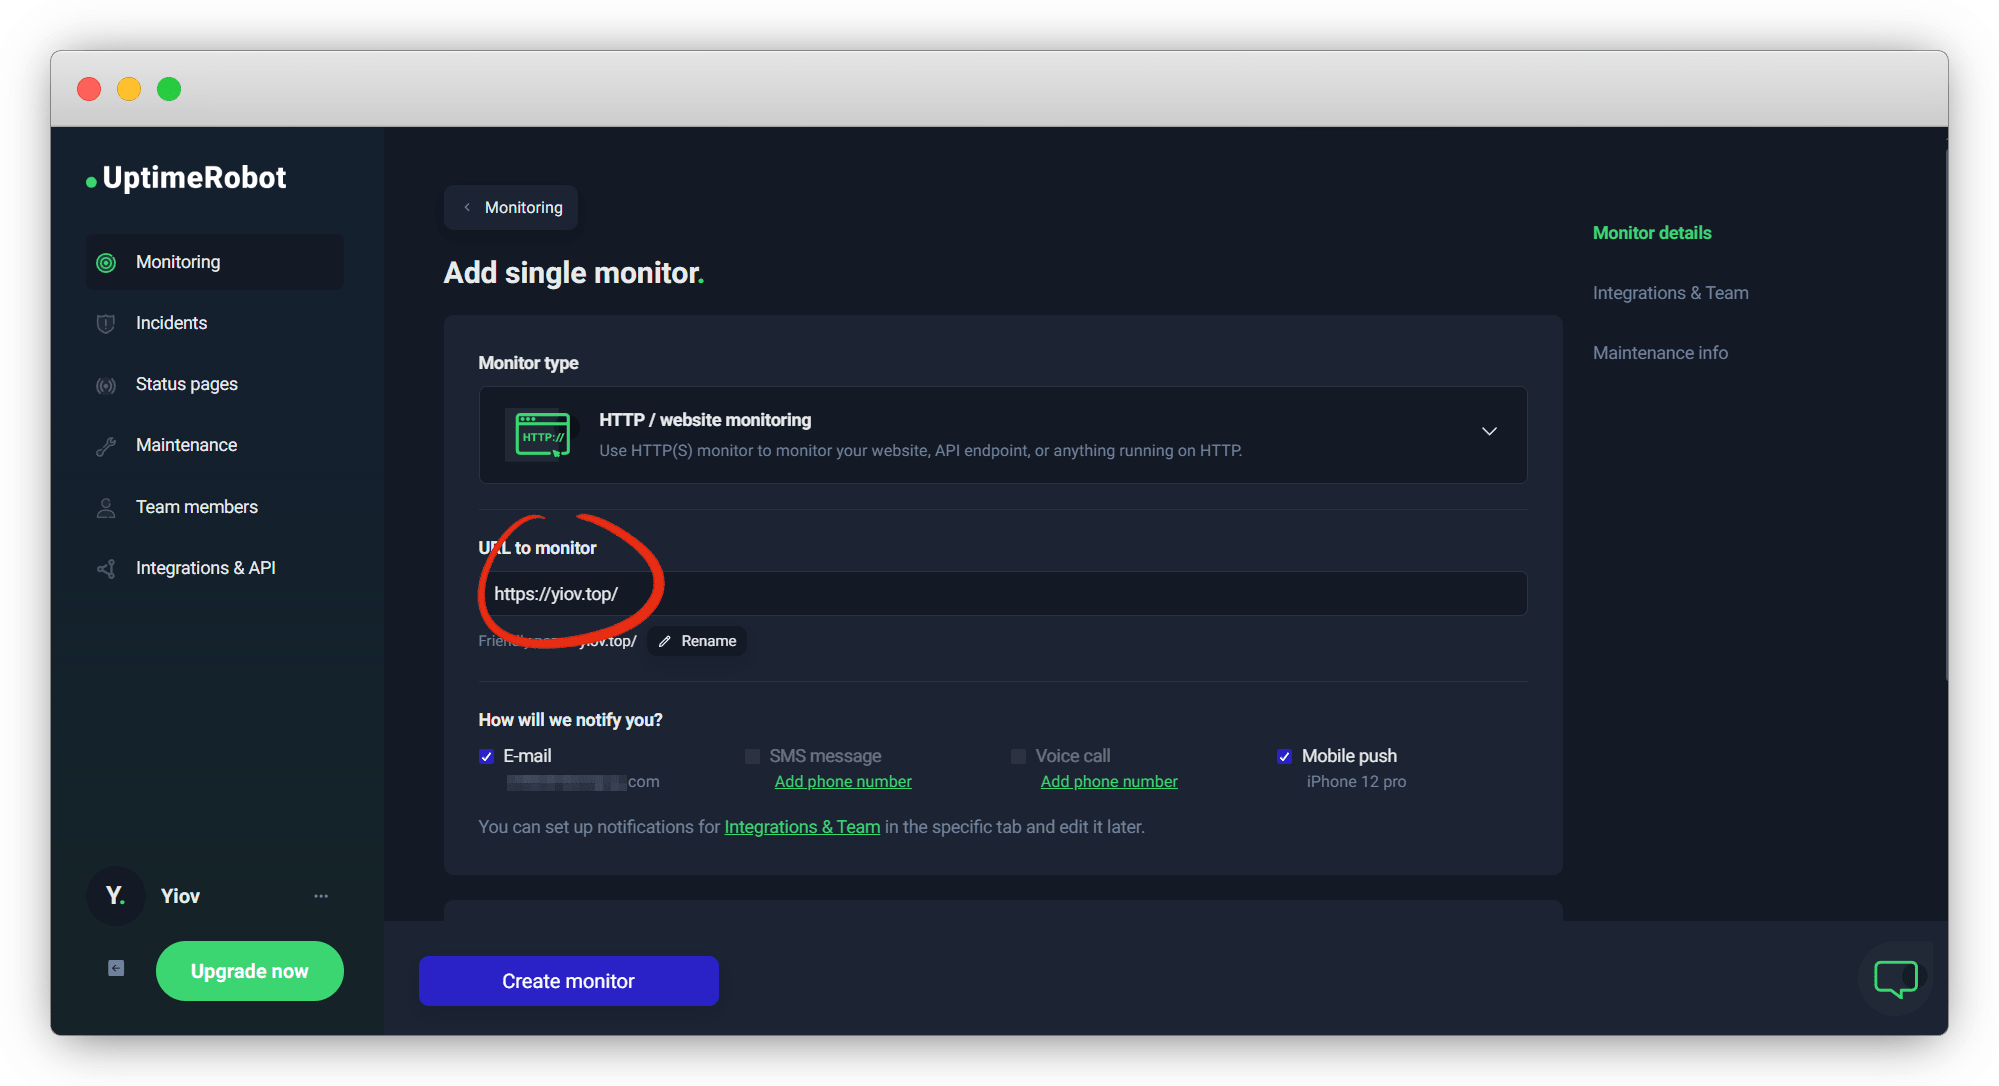 UptimeRobot
Monitoring
Incidents
Status pages
Maintenance
Team members
Integrations & API
Y.
Yiov
Upgrade now
Monitoring
Add single monitor.
Monitor type
HTTP://
HTTP / website monitoring
Use HTTP(S) monitor to monitor your website, API endpoint, or anything running on HTTP.
URL to monitor
https://yiov.top/
yiov.top/ Rename
How will we notify you?
E-mail
com
SMS message
Add phone number
Voice call
Add phone number
Mobile push
iPhone 12 pro
You can set up notifications for Integrations & Team in the specific tab and edit it later.
Create monitor
Monitor details
Integrations & Team
Maintenance info